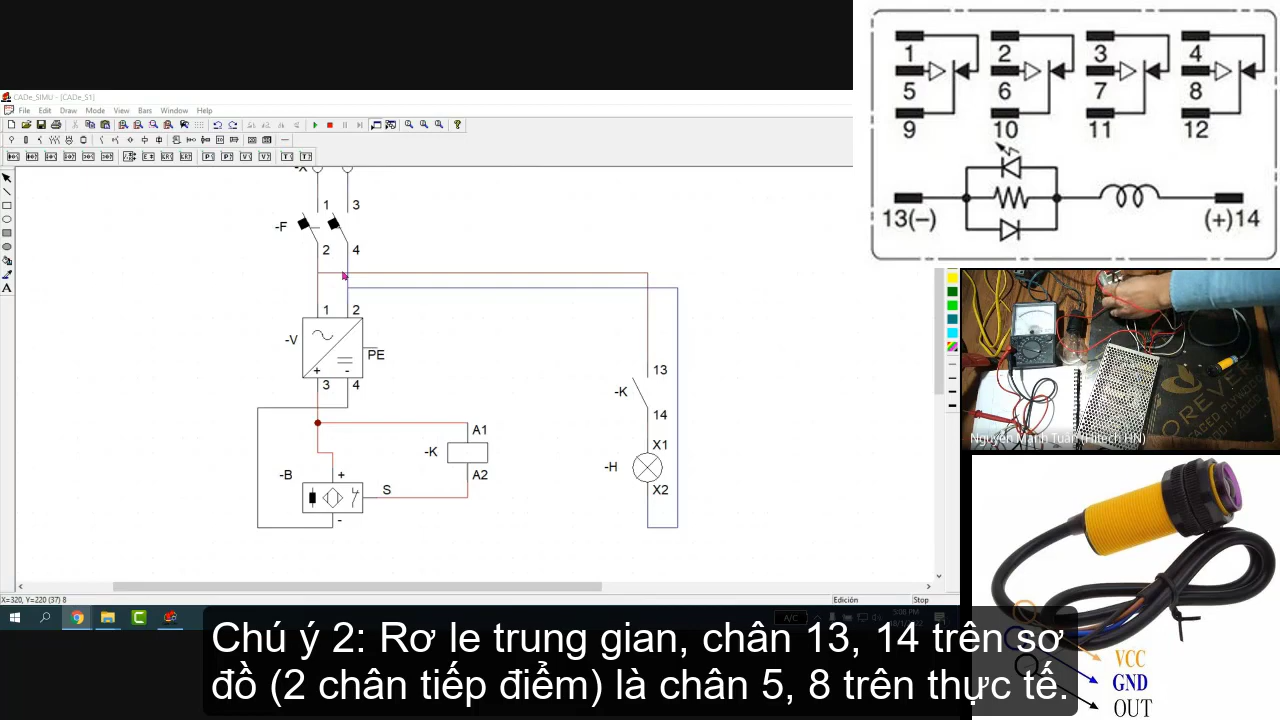 CADe_SIMU - [CADe_S1]
File Edit Draw Mode View Bars Window Help
1 2 3 4
5 6 7 8
9 10 11 12
13(–) (+)14
-X
1 3
-F
2 4
1 2
-V
PE
+ -
3 4
13
-K
14
A1
-K
A2
X1
-H
X2
-B
+
S
-
Nguyễn Mạnh Tuấn (Hitech HN)
X=320, Y=220 (37) 8
Edición
Stop
A/C
Chú ý 2: Rơ le trung gian, chân 13, 14 trên sơ
đồ (2 chân tiếp điểm) là chân 5, 8 trên thực tế.
VCC
GND
OUT